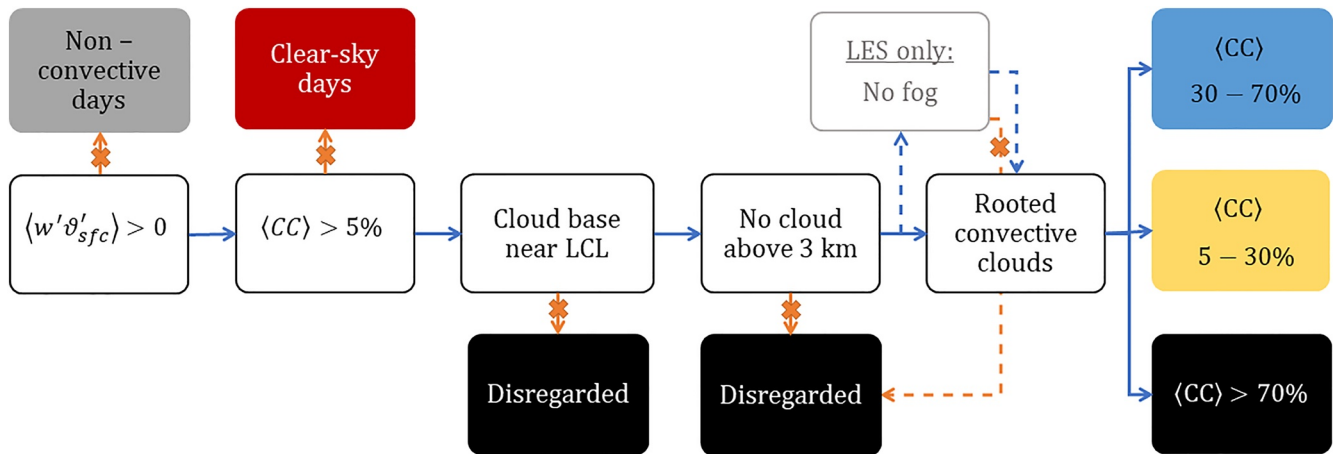 Non –
convective
days
Clear-sky
days
LES only:
No fog
⟨CC⟩
30 – 70%
⟨w′ϑ′sfc⟩ > 0
⟨CC⟩ > 5%
Cloud base
near LCL
No cloud
above 3 km
Rooted
convective
clouds
⟨CC⟩
5 – 30%
Disregarded
Disregarded
⟨CC⟩ > 70%